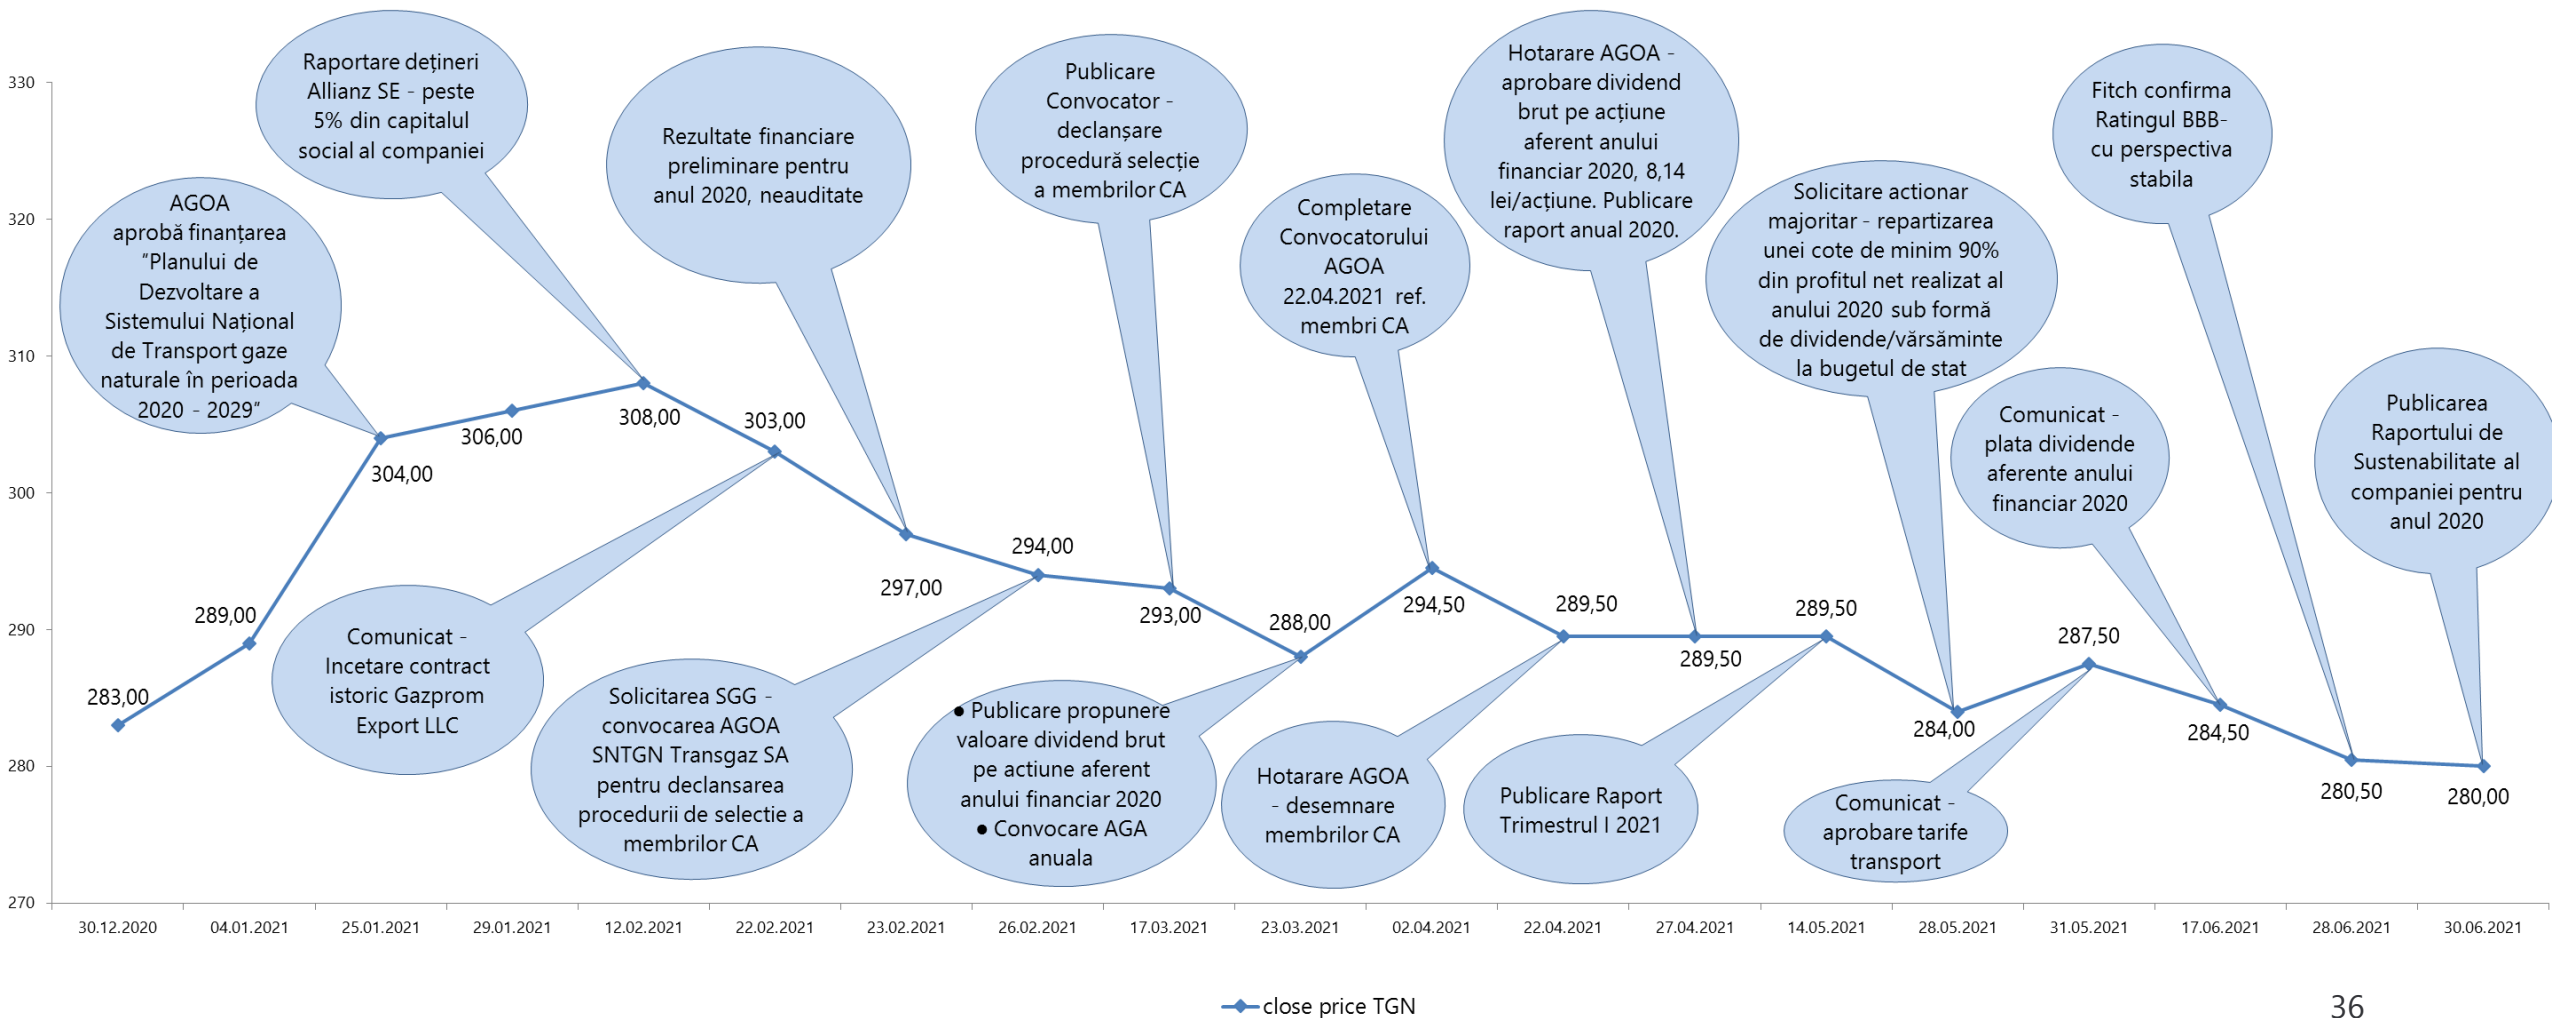 AGOA
aprobă finanțarea
"Planului de
Dezvoltare a
Sistemului Național
de Transport gaze
naturale în perioada
2020 - 2029"
Raportare dețineri
Allianz SE - peste
5% din capitalul
social al companiei
Rezultate financiare
preliminare pentru
anul 2020, neauditate
Publicare
Convocator -
declanșare
procedură selecție
a membrilor CA
Completare
Convocatorului
AGOA
22.04.2021 ref.
membri CA
Hotarare AGOA -
aprobare dividend
brut pe acțiune
aferent anului
financiar 2020, 8,14
lei/acțiune. Publicare
raport anual 2020.
Solicitare actionar
majoritar - repartizarea
unei cote de minim 90%
din profitul net realizat al
anului 2020 sub formă
de dividende/vărsăminte
la bugetul de stat
Comunicat -
plata dividende
aferente anului
financiar 2020
Fitch confirma
Ratingul BBB-
cu perspectiva
stabila
Publicarea
Raportului de
Sustenabilitate al
companiei pentru
anul 2020
Comunicat -
Incetare contract
istoric Gazprom
Export LLC
Solicitarea SGG -
convocarea AGOA
SNTGN Transgaz SA
pentru declansarea
procedurii de selectie a
membrilor CA
● Publicare propunere
valoare dividend brut
pe actiune aferent
anului financiar 2020
● Convocare AGA
anuala
Hotarare AGOA
- desemnare
membrilor CA
Publicare Raport
Trimestrul I 2021
Comunicat -
aprobare tarife
transport
330
320
310
300
290
280
270
283,00
289,00
304,00
306,00
308,00
303,00
297,00
294,00
293,00
288,00
294,50
289,50
289,50
289,50
284,00
287,50
284,50
280,50
280,00
30.12.2020
04.01.2021
25.01.2021
29.01.2021
12.02.2021
22.02.2021
23.02.2021
26.02.2021
17.03.2021
23.03.2021
02.04.2021
22.04.2021
27.04.2021
14.05.2021
28.05.2021
31.05.2021
17.06.2021
28.06.2021
30.06.2021
close price TGN
36